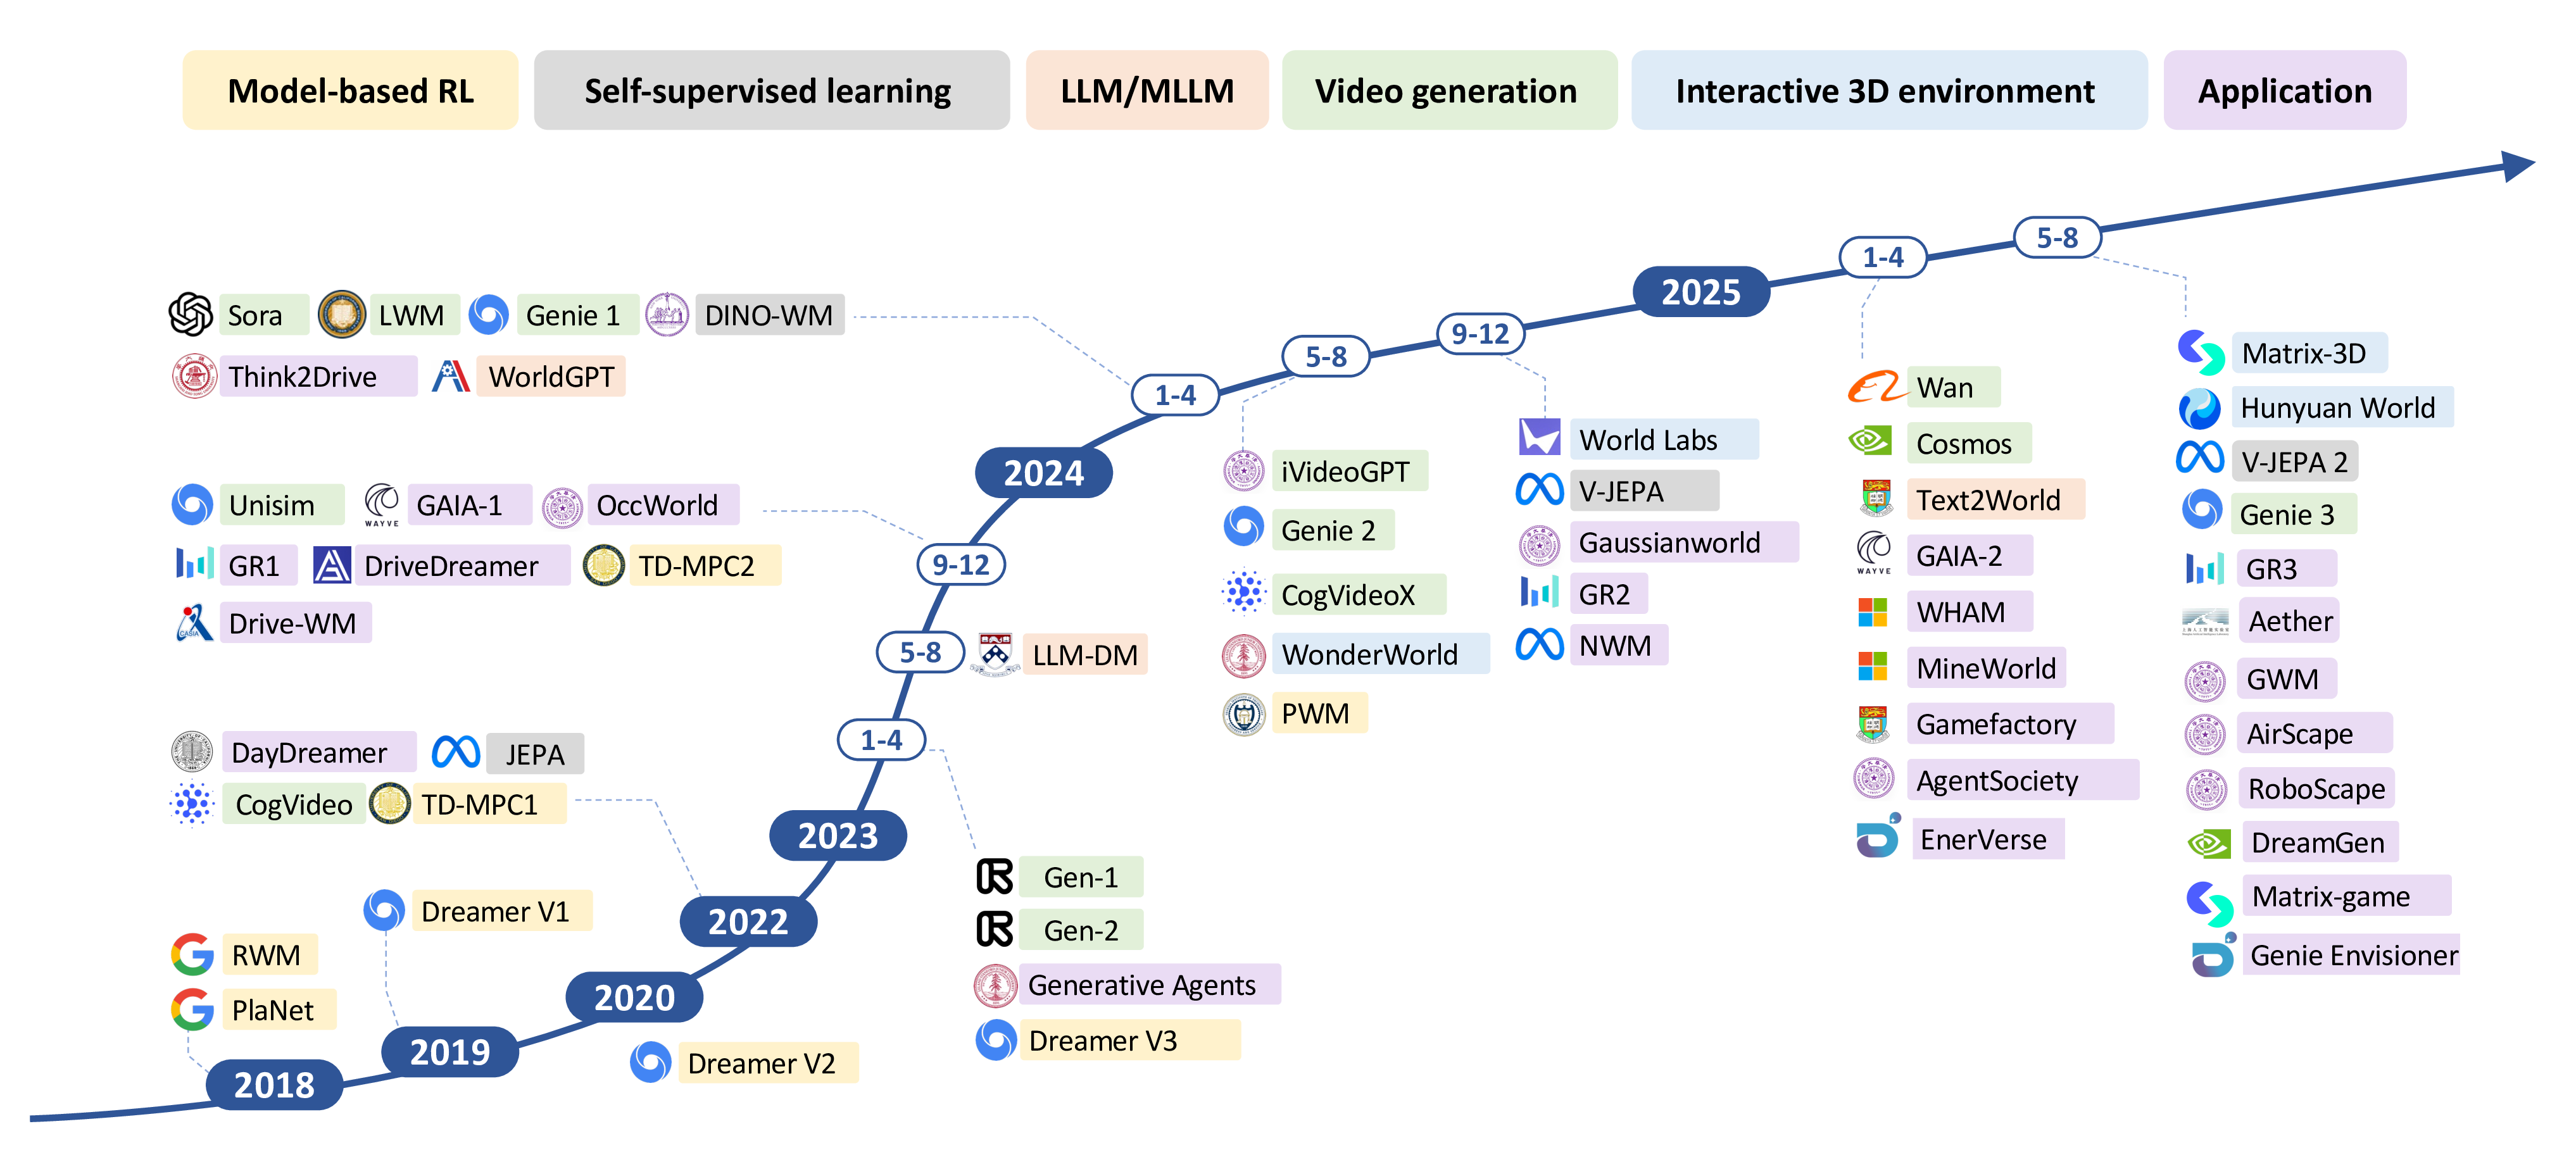 Model-based RL
Self-supervised learning
LLM/MLLM
Video generation
Interactive 3D environment
Application
Sora
LWM
Genie 1
DINO-WM
Think2Drive
WorldGPT
Unisim
WAYVE
GAIA-1
OccWorld
GR1
DriveDreamer
TD-MPC2
CASIA
Drive-WM
DayDreamer
JEPA
CogVideo
TD-MPC1
Dreamer V1
RWM
PlaNet
2018
2019
2020
Dreamer V2
2022
2023
1-4
Gen-1
Gen-2
Generative Agents
Dreamer V3
5-8
LLM-DM
9-12
2024
1-4
5-8
iVideoGPT
Genie 2
CogVideoX
WonderWorld
PWM
9-12
World Labs
V-JEPA
Gaussianworld
GR2
NWM
2025
1-4
Wan
Cosmos
Text2World
WAYVE
GAIA-2
WHAM
MineWorld
Gamefactory
AgentSociety
EnerVerse
5-8
Matrix-3D
Hunyuan World
V-JEPA 2
Genie 3
GR3
Aether
GWM
AirScape
RoboScape
DreamGen
Matrix-game
Genie Envisioner